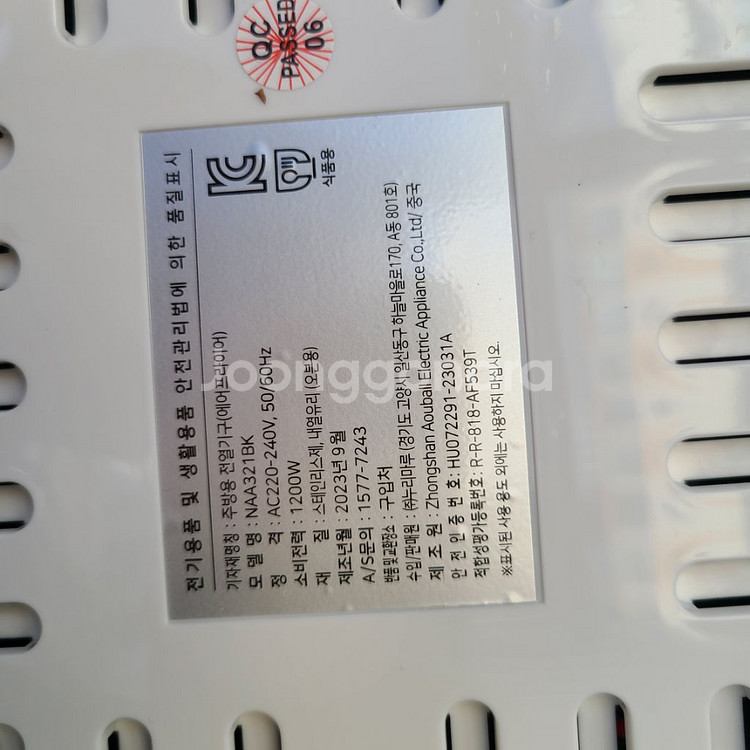 QC
PASSED
06
전기용품 및 생활용품 안전관리법에 의한 품질표시
식품용
기자재명칭 : 주방용 전열기구(에어프라이어)
모 델 명 : NAA321BK
정 격 : AC220-240V, 50/60Hz
소비전력 : 1200W
재 질 : 스테인리스제, 내열유리 (오븐용)
제조년월 : 2023년 9월
A/S문의 : 1577-7243
반품 및 교환장소 : 구입처
수입/판매원 : ㈜누리마루 (경기도 고양시 일산동구 하늘마을로170, A동 801호)
제 조 원 : Zhongshan Aouball Electric Appliance Co.,Ltd/ 중국
안 전 인 증 번 호 : HU072291-23031A
적합성평가등록번호 : R-R-818-AF539T
※표시된 사용 용도 외에는 사용하지 마십시오.